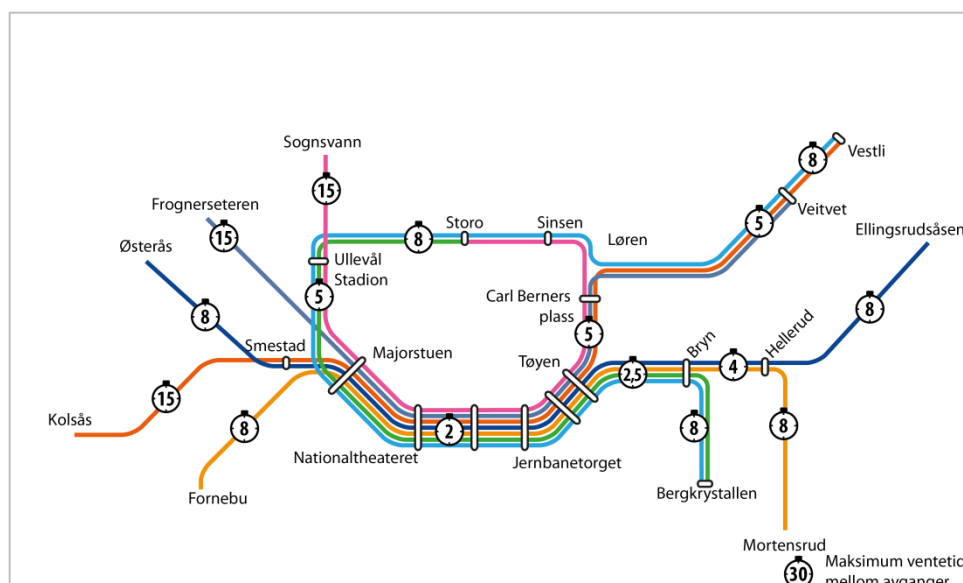 Sognsvann
15
Frognerseteren
15
Østerås
8
Storo
Sinsen
8
Løren
Ullevål
Stadion
5
8
Vestli
Veitvet
5
Ellingsrudsåsen
8
Carl Berners
plass
5
Smestad
Majorstuen
Tøyen
Bryn
Hellerud
2,5
4
15
Kolsås
8
Fornebu
2
Nationaltheateret
Jernbanetorget
8
8
Bergkrystallen
Mortensrud
30
Maksimum ventetid
mellom avganger